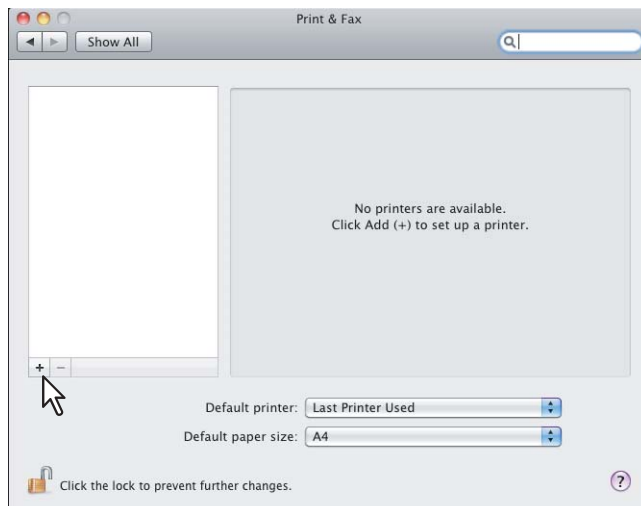 Print & Fax
Show All
No printers are available.
Click Add (+) to set up a printer.
+ −
Default printer: Last Printer Used
Default paper size: A4
Click the lock to prevent further changes.
?